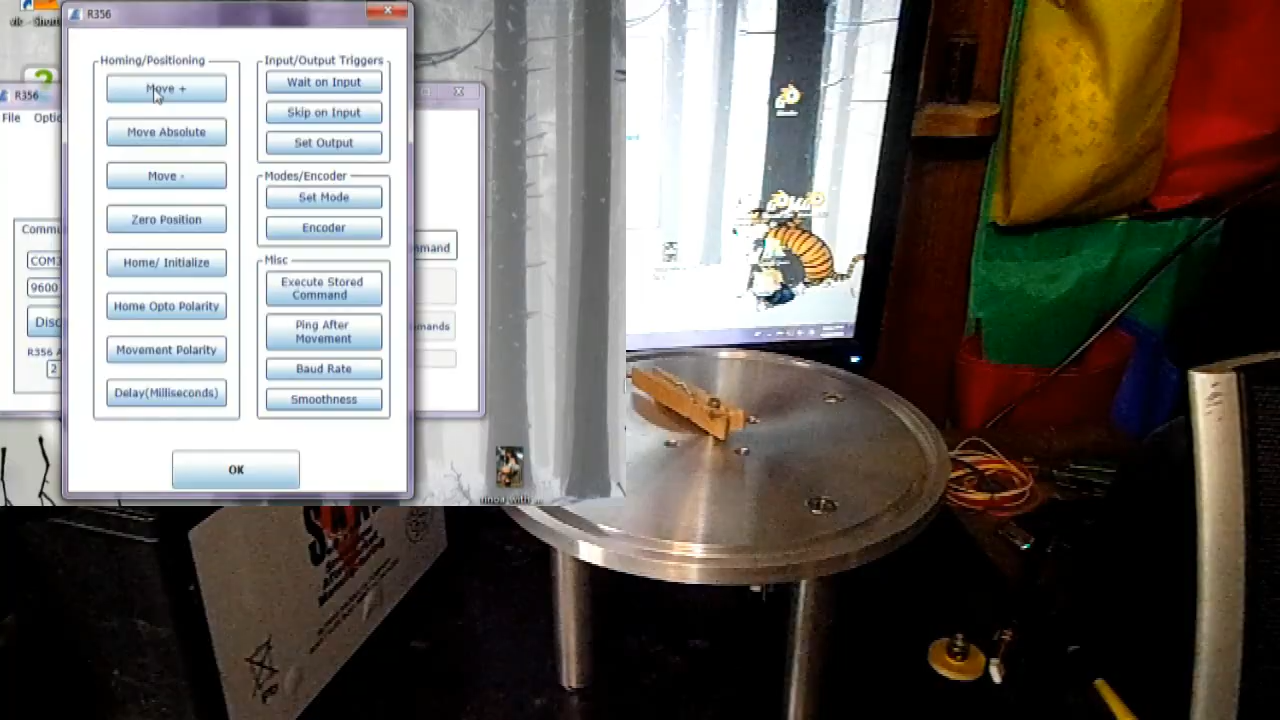 R356
Homing/Positioning
Move +
Move Absolute
Move -
Zero Position
Home/ Initialize
Home Opto Polarity
Movement Polarity
Delay(Milliseconds)
Input/Output Triggers
Wait on Input
Skip on Input
Set Output
Modes/Encoder
Set Mode
Encoder
Misc
Execute Stored
Command
Ping After
Movement
Baud Rate
Smoothness
OK
R356
File
9600
R356
2